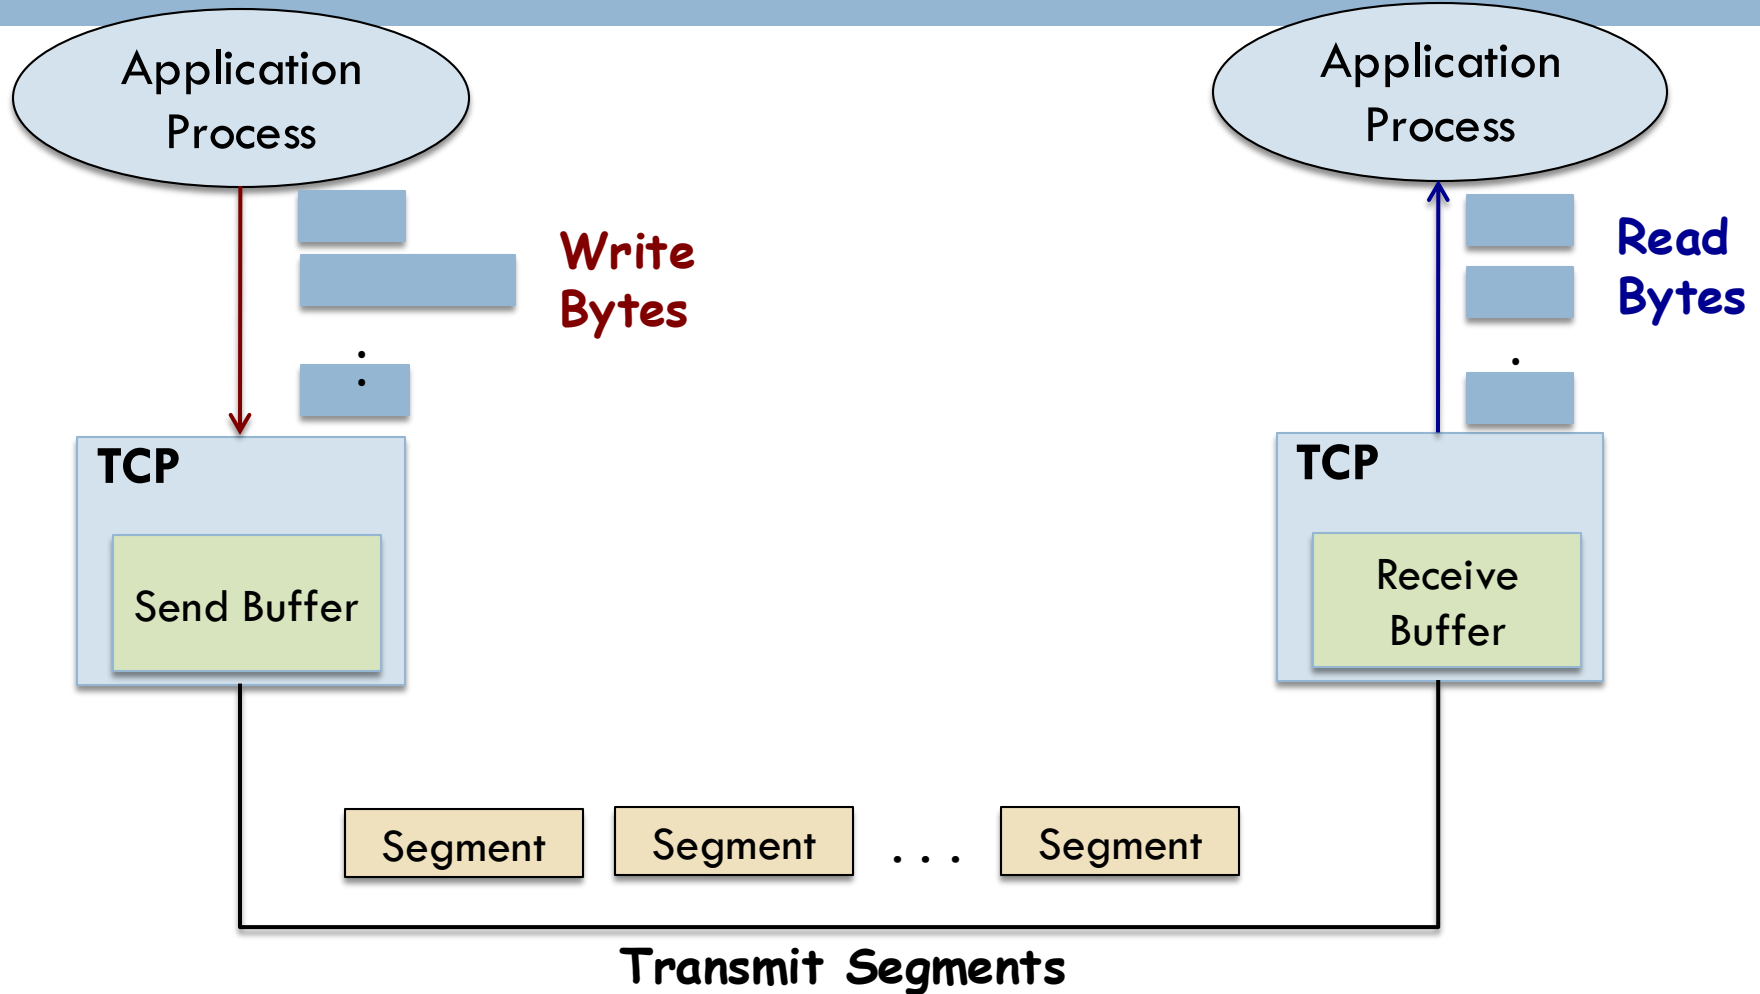 Application
Process
Application
Process
Write
Bytes
Read
Bytes
.
.
.
TCP
TCP
Send Buffer
Receive
Buffer
Segment
Segment
. . .
Segment
Transmit Segments